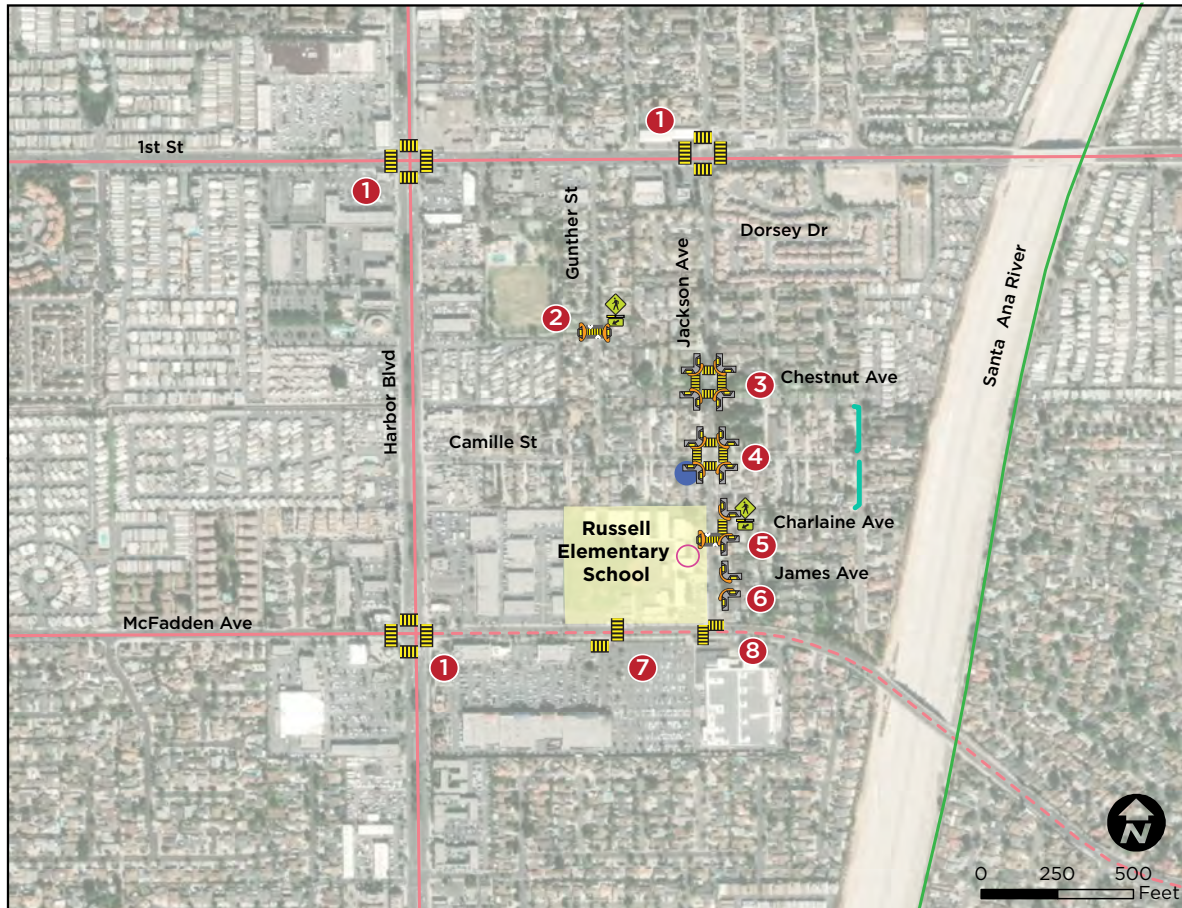 1
1st St
1
Gunther St
Dorsey Dr
Jackson Ave
Santa Ana River
2
3
Chestnut Ave
Harbor Blvd
Camille St
4
Charlaine Ave
Russell
Elementary
School
5
James Ave
6
McFadden Ave
1
7
8
N
0 250 500
Feet